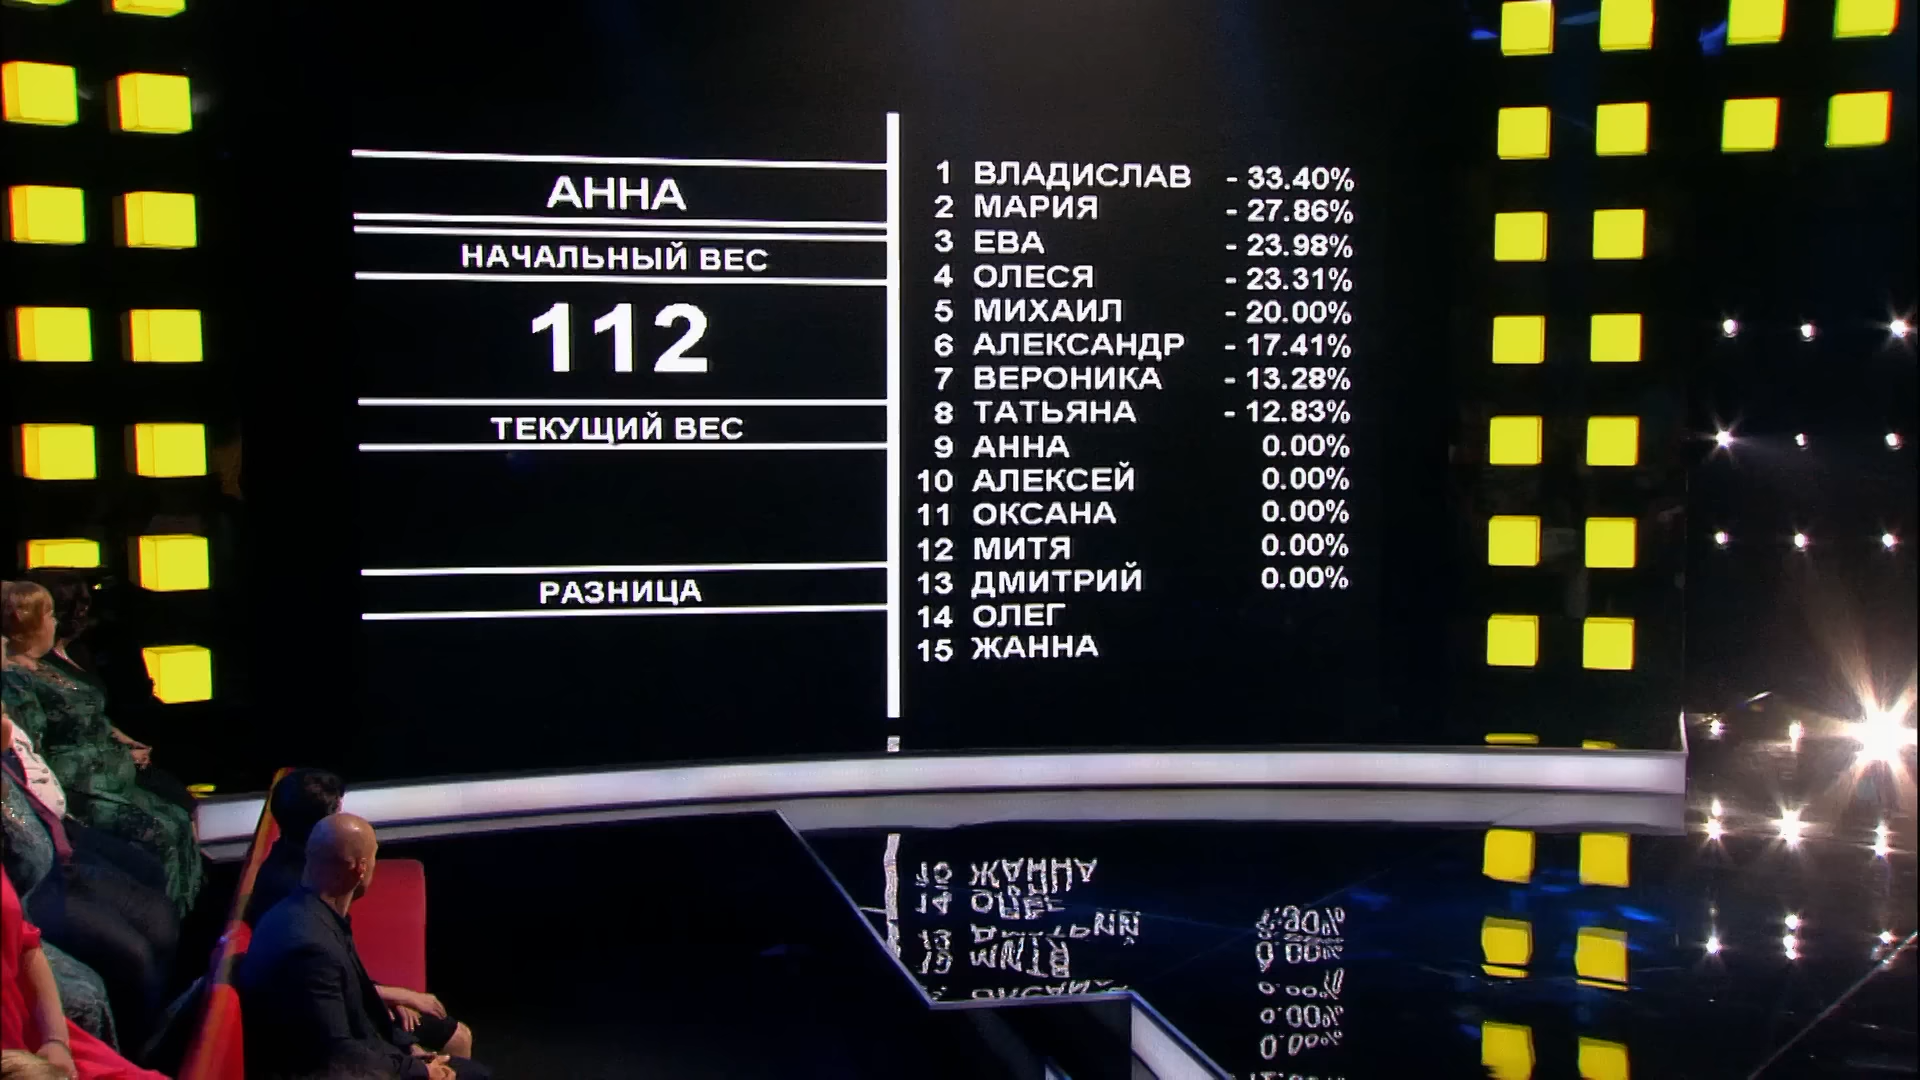 АННА
НАЧАЛЬНЫЙ ВЕС
112
ТЕКУЩИЙ ВЕС
РАЗНИЦА
1 ВЛАДИСЛАВ - 33.40%
2 МАРИЯ - 27.86%
3 ЕВА - 23.98%
4 ОЛЕСЯ - 23.31%
5 МИХАИЛ - 20.00%
6 АЛЕКСАНДР - 17.41%
7 ВЕРОНИКА - 13.28%
8 ТАТЬЯНА - 12.83%
9 АННА 0.00%
10 АЛЕКСЕЙ 0.00%
11 ОКСАНА 0.00%
12 МИТЯ 0.00%
13 ДМИТРИЙ 0.00%
14 ОЛЕГ
15 ЖАННА